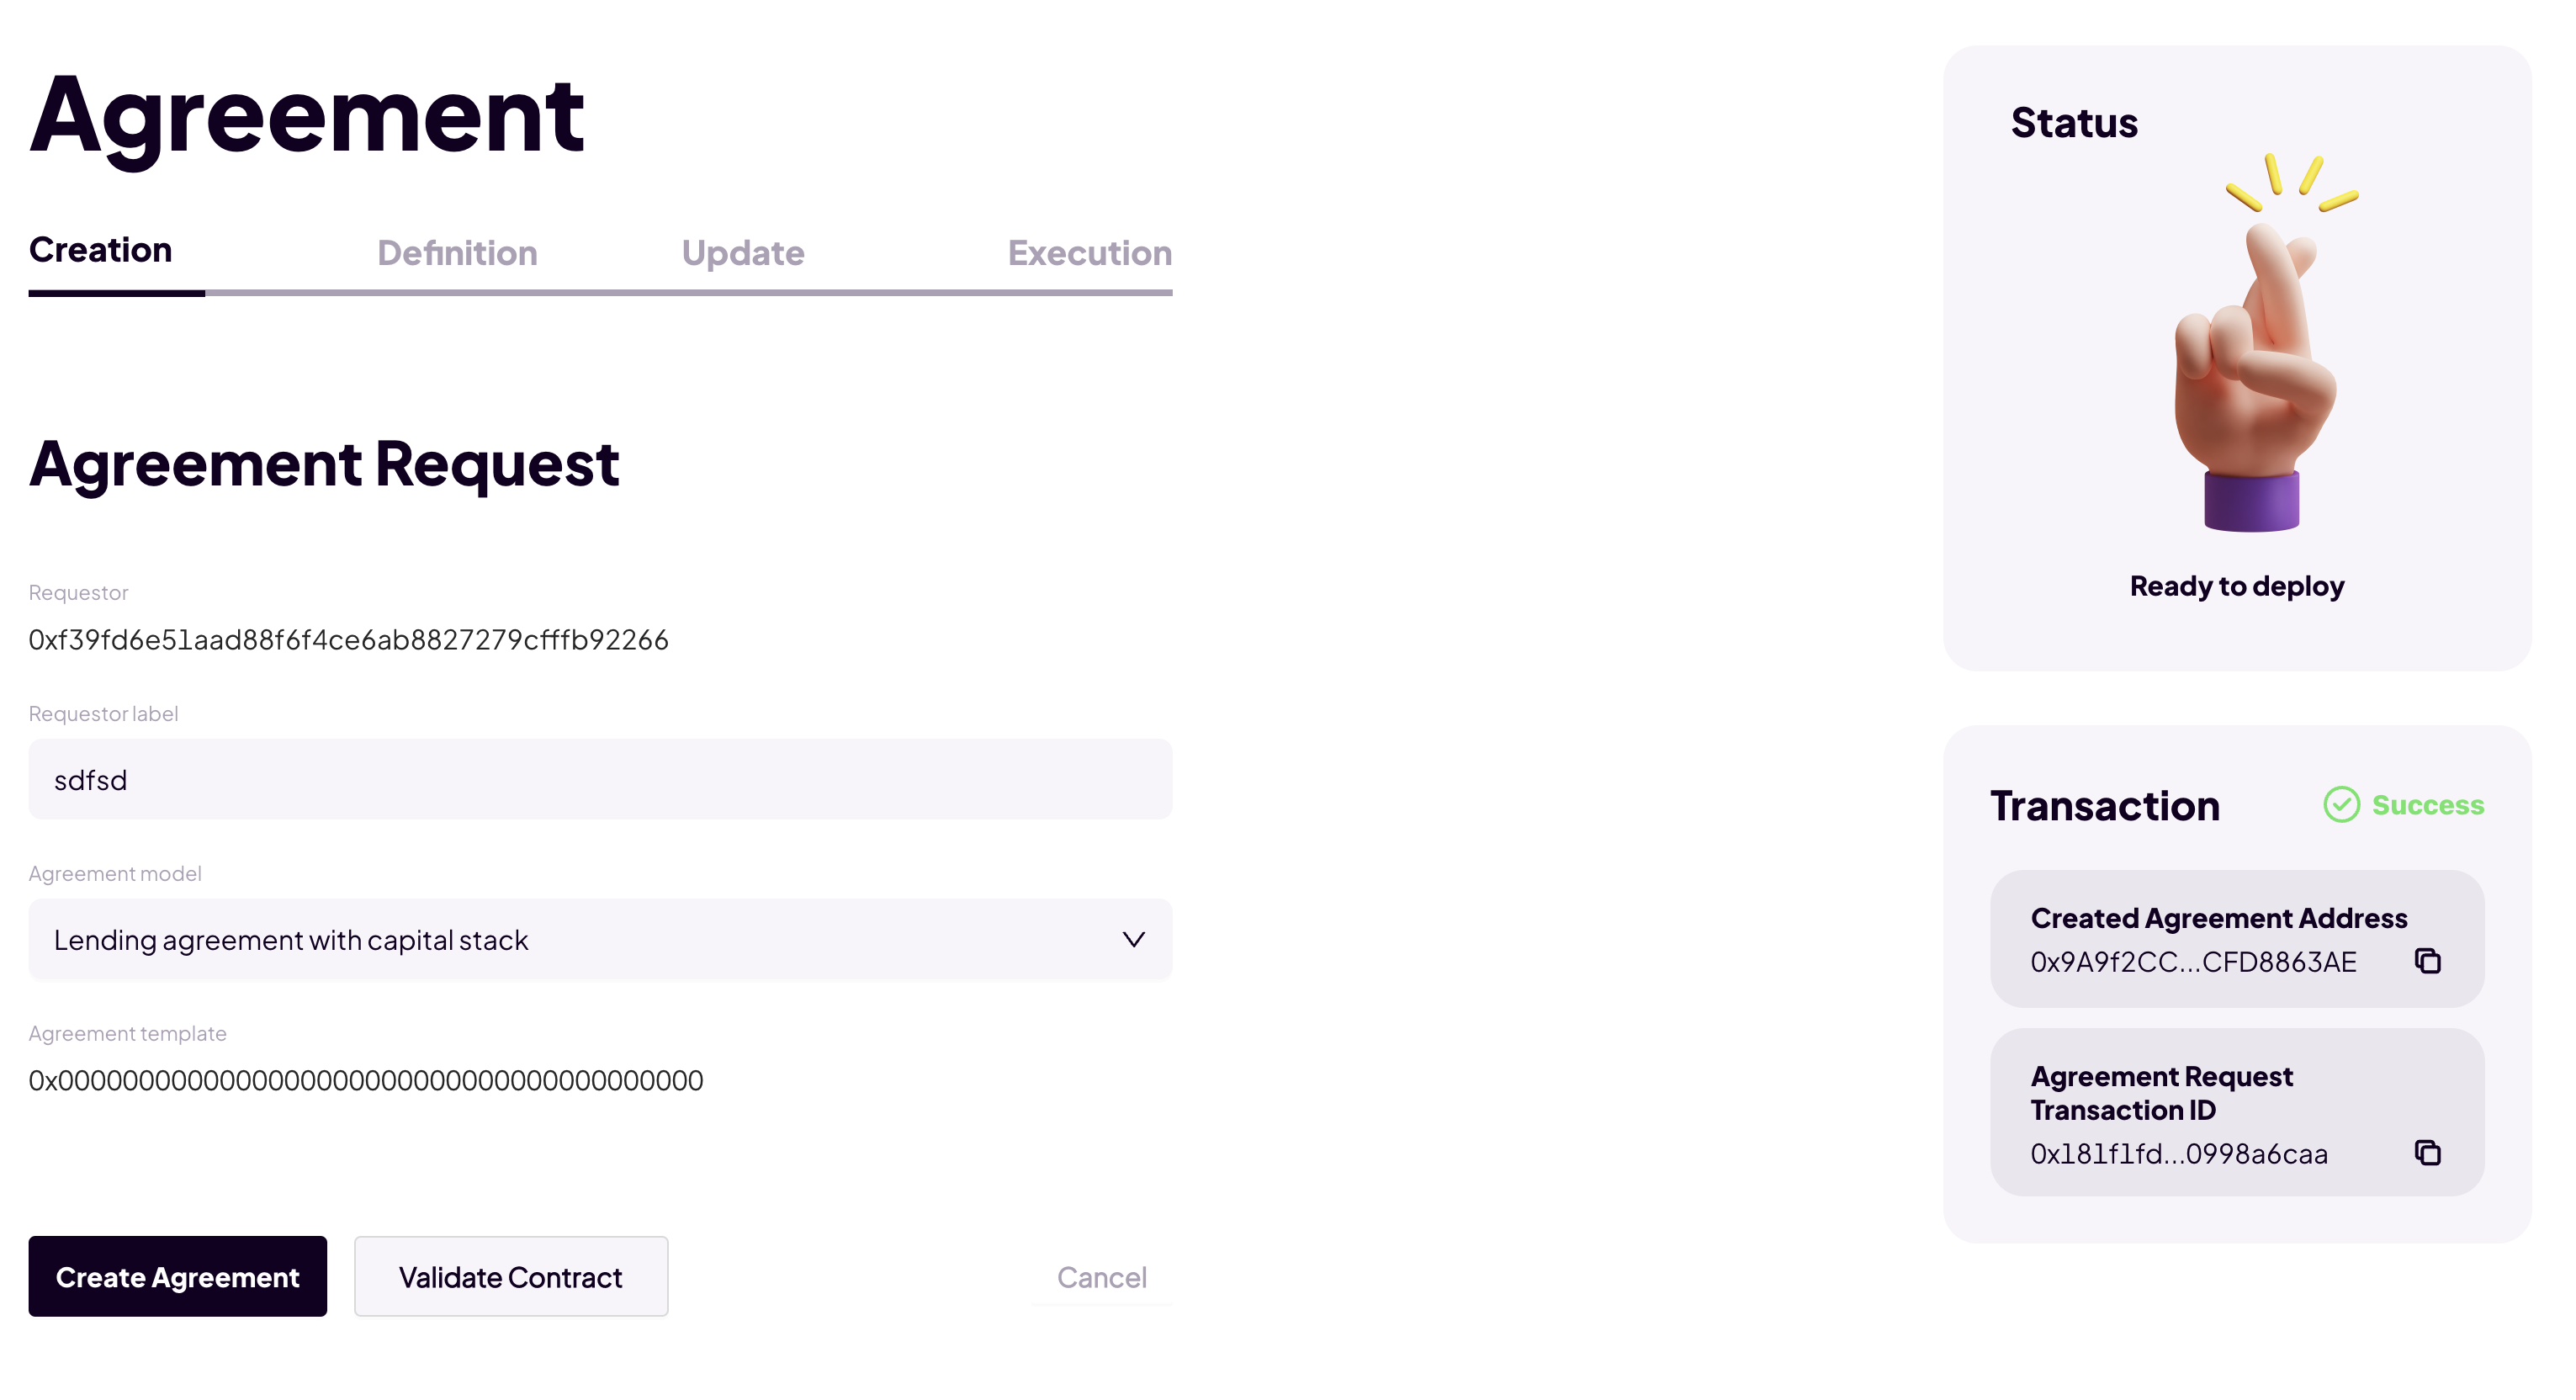 Agreement
Creation
Definition
Update
Execution
Agreement Request
Requestor
0xf39fd6e51aad88f6f4ce6ab8827279cfffb92266
Requestor label
sdfsd
Agreement model
Lending agreement with capital stack
Agreement template
0x0000000000000000000000000000000000000000
Create Agreement
Validate Contract
Cancel
Status
Ready to deploy
Transaction
Success
Created Agreement Address
0x9A9f2CC...CFD8863AE
Agreement Request
Transaction ID
0x181f1fd...0998a6caa